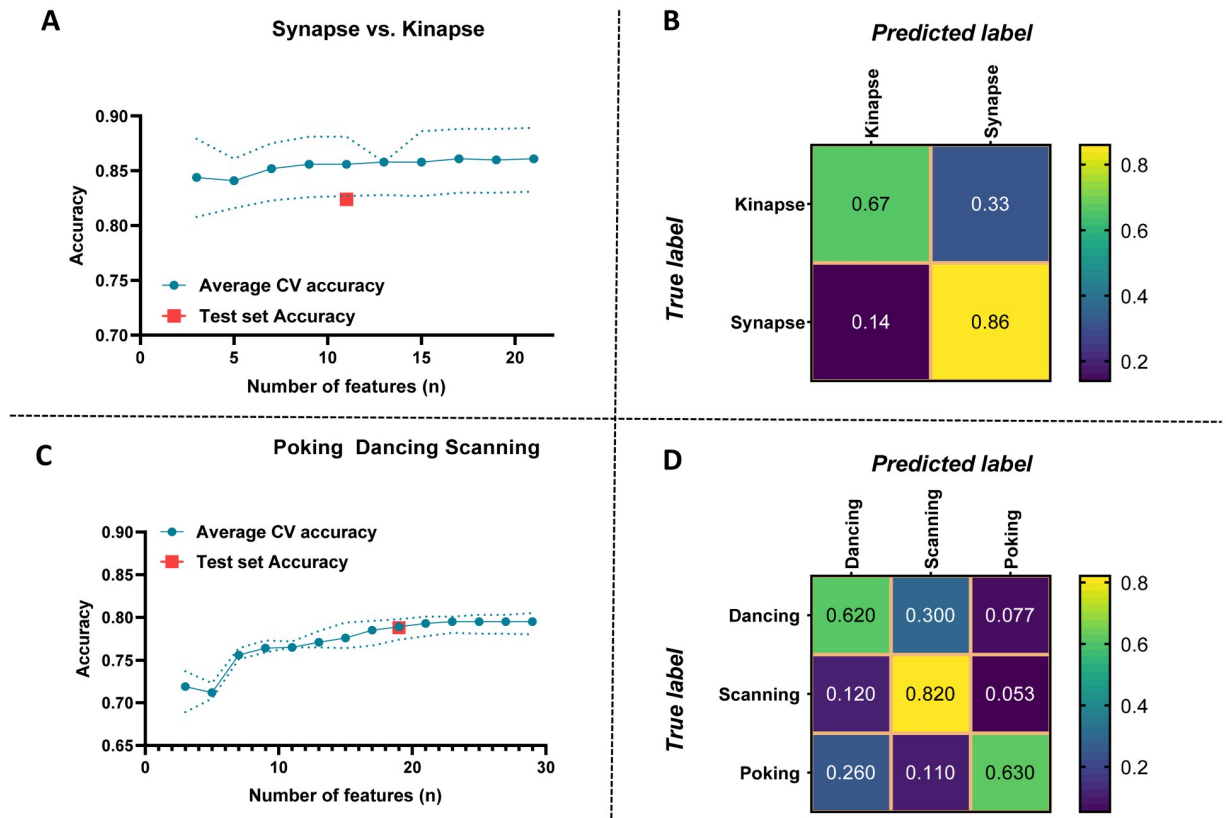 A
Synapse vs. Kinapse
0.90
0.85
0.80
0.75
0.70
Accuracy
Average CV accuracy
Test set Accuracy
0 5 10 15 20
Number of features (n)
B
Predicted label
Kinapse Synapse
True label
Kinapse 0.67 0.33
Synapse 0.14 0.86
0.8
0.6
0.4
0.2
C
Poking Dancing Scanning
0.90
0.85
0.80
0.75
0.70
0.65
Accuracy
Average CV accuracy
Test set Accuracy
0 10 20 30
Number of features (n)
D
Predicted label
Dancing Scanning Poking
True label
Dancing 0.620 0.300 0.077
Scanning 0.120 0.820 0.053
Poking 0.260 0.110 0.630
0.8
0.6
0.4
0.2